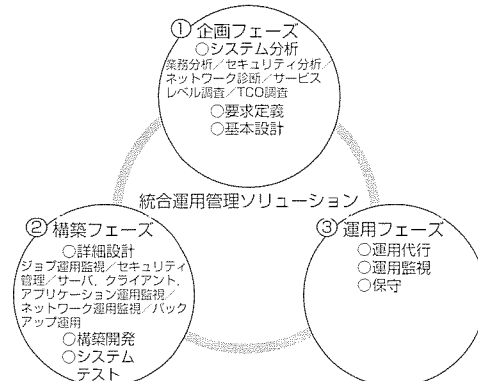 ① 企画フェーズ
○システム分析
業務分析／セキュリティ分析／
ネットワーク診断／サービス
レベル調査／TCO調査
○要求定義
○基本設計
統合運用管理ソリューション
② 構築フェーズ
○詳細設計
ジョブ運用監視／セキュリティ
管理／サーバ，クライアント，
アプリケーション運用監視／
ネットワーク運用監視／バック
アップ運用
○構築開発
○システム
テスト
③ 運用フェーズ
○運用代行
○運用監視
○保守